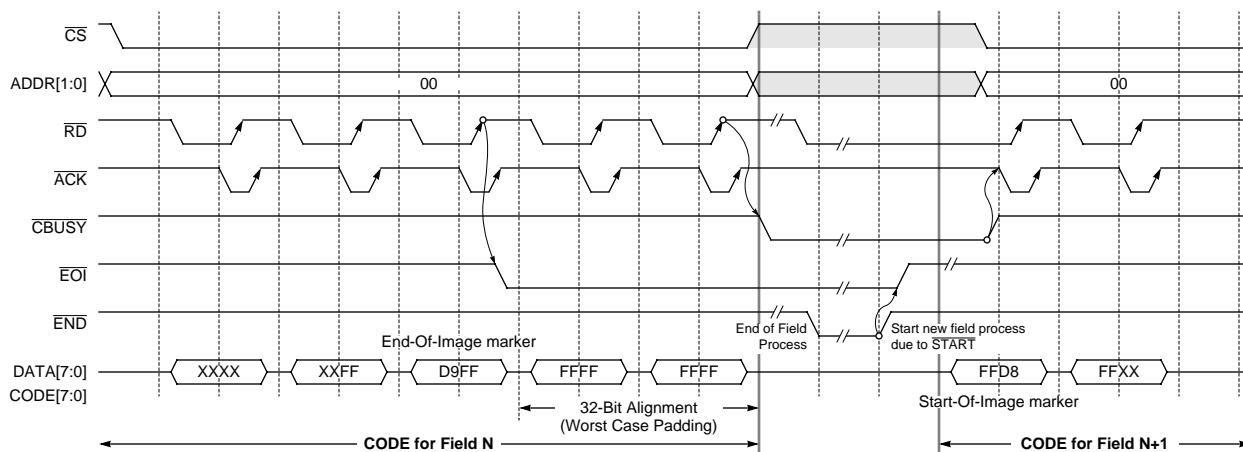 CS
ADDR[1:0]
00
00
RD
ACK
CBUSY
EOI
END
End of Field
Process
Start new field process
due to START
End-Of-Image marker
DATA[7:0]
CODE[7:0]
XXXX
XXFF
D9FF
FFFF
FFFF
FFD8
FFXX
32-Bit Alignment
(Worst Case Padding)
Start-Of-Image marker
CODE for Field N
CODE for Field N+1